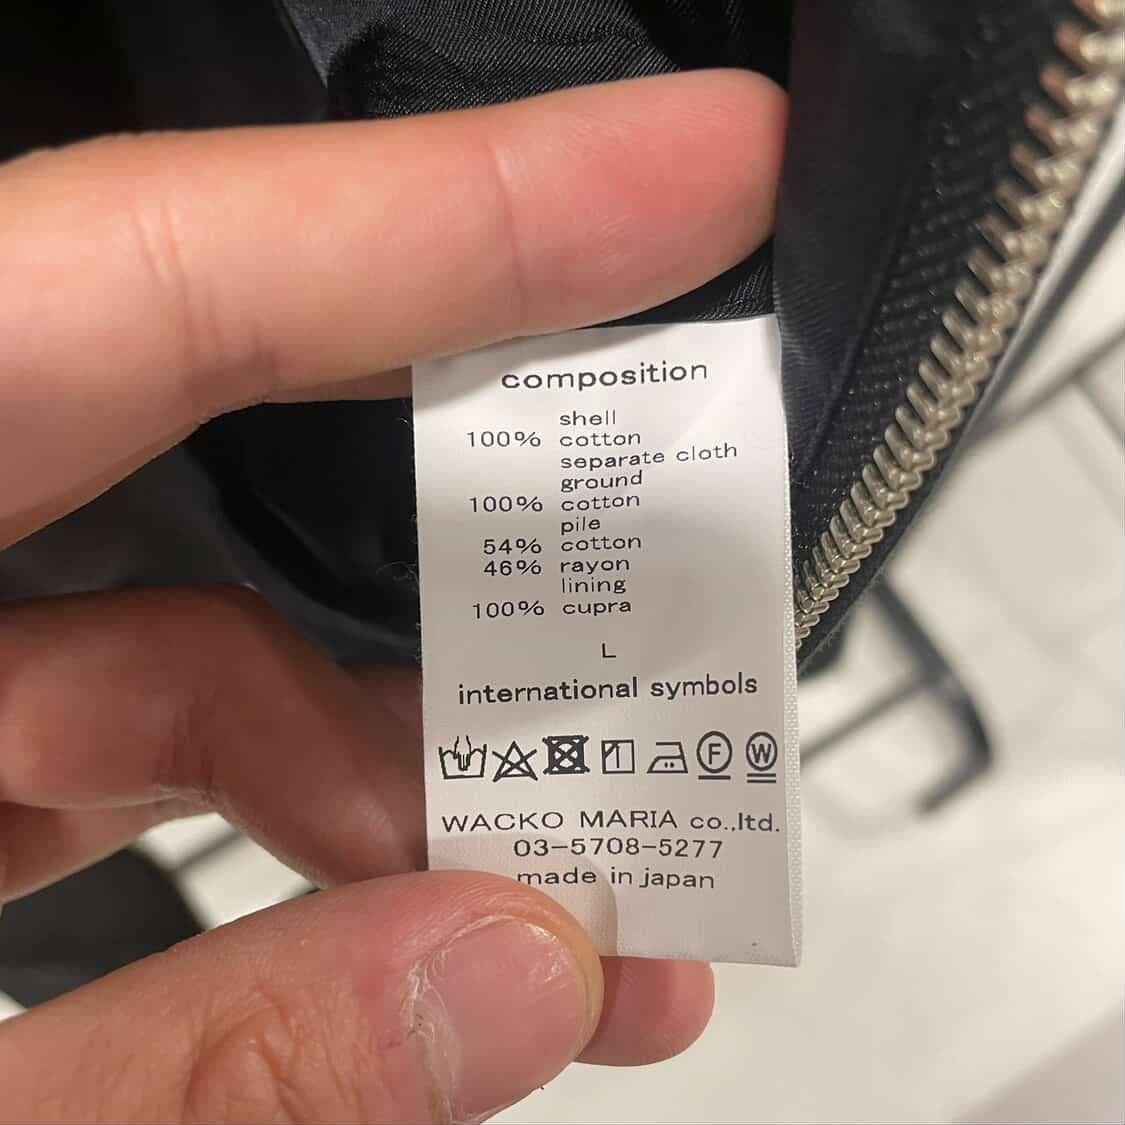 composition
shell
100% cotton
separate cloth
ground
100% cotton
pile
54% cotton
46% rayon
lining
100% cupra
L
international symbols
F W
WACKO MARIA co.,ltd.
03-5708-5277
made in japan